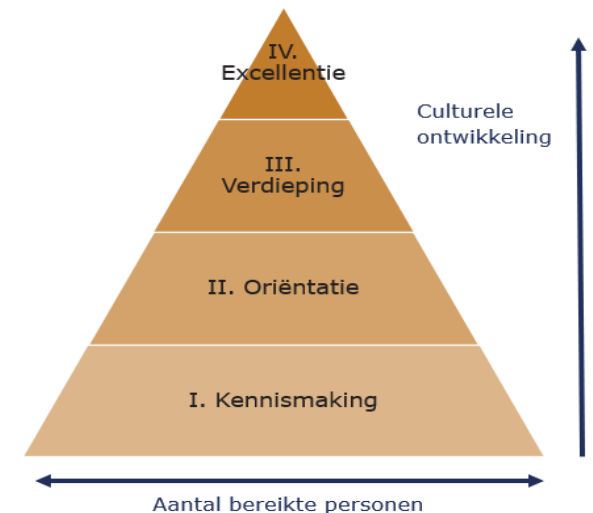 IV.
Excellentie
Culturele
ontwikkeling
III.
Verdieping
II. Oriëntatie
I. Kennismaking
Aantal bereikte personen